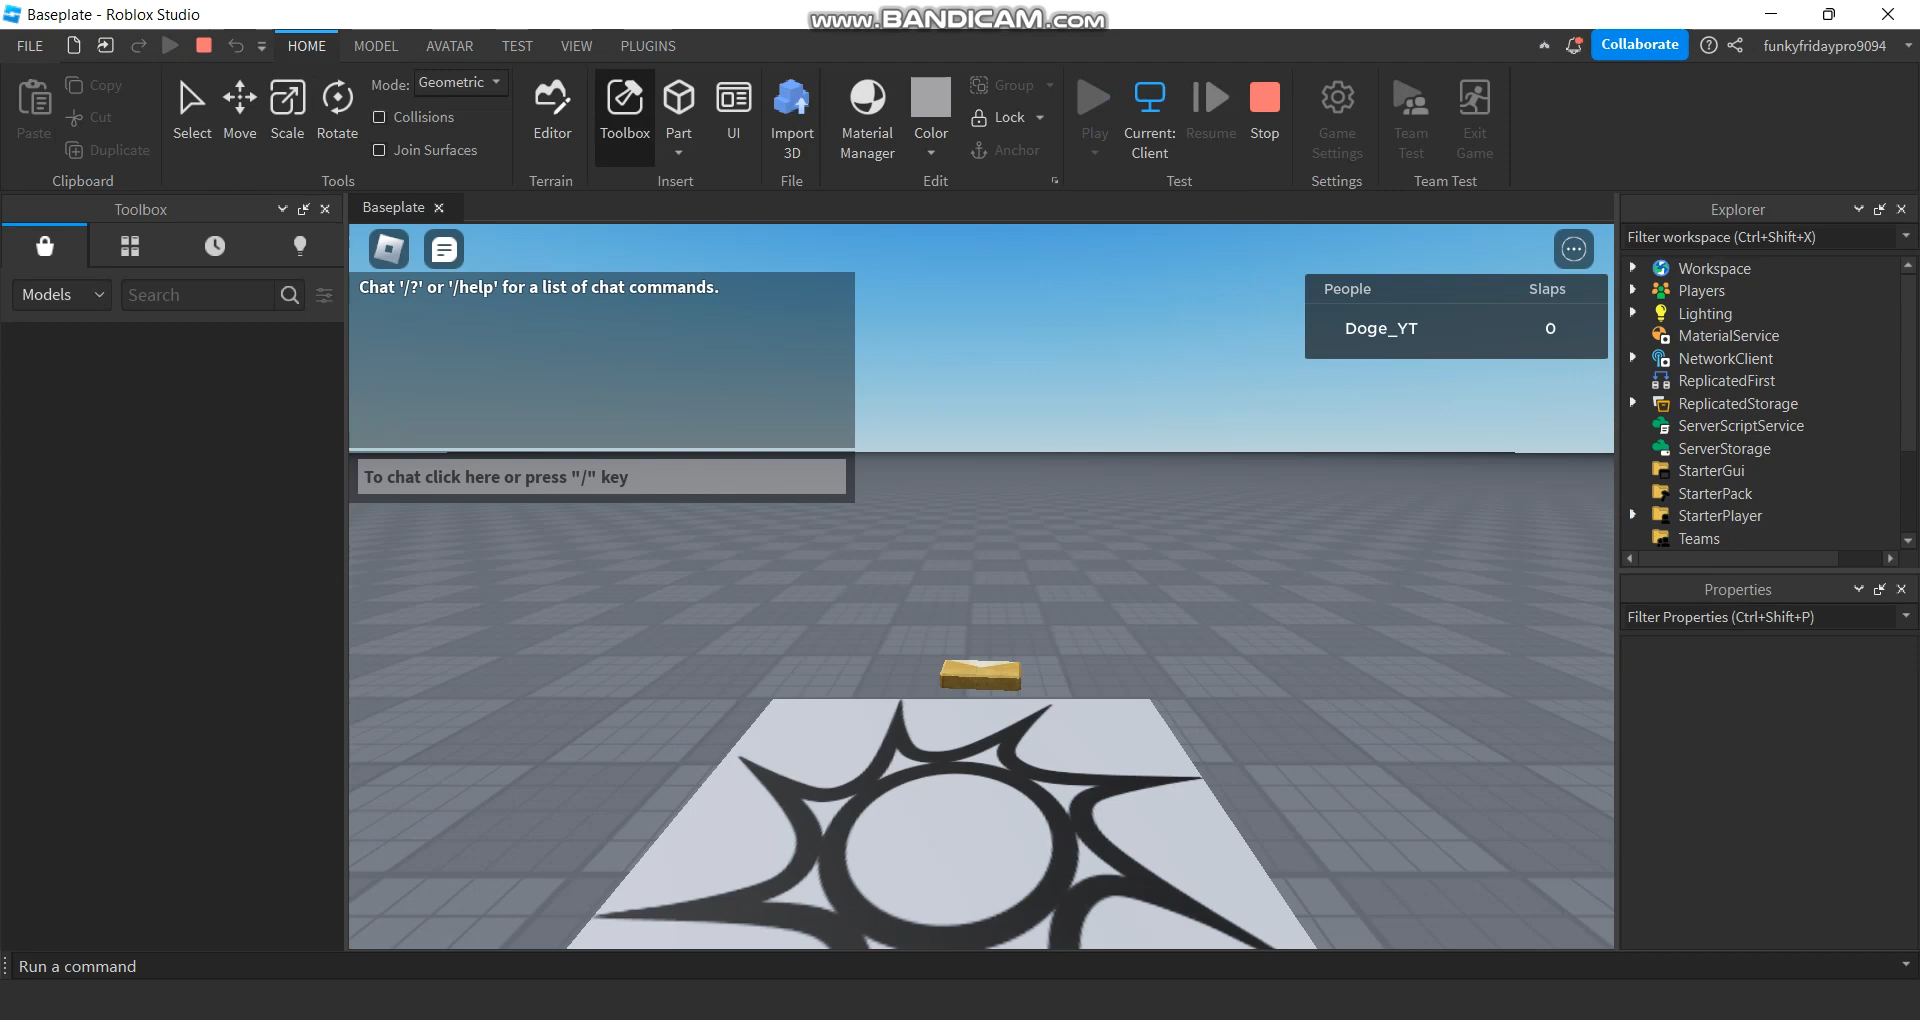 Baseplate - Roblox Studio
www.BANDICAM.com
FILE
HOME
MODEL
AVATAR
TEST
VIEW
PLUGINS
Collaborate
funkyfridaypro9094
Paste
Copy
Cut
Duplicate
Clipboard
Select
Move
Scale
Rotate
Mode: Geometric
Collisions
Join Surfaces
Tools
Editor
Terrain
Toolbox
Part
UI
Insert
Import
3D
File
Material
Manager
Color
Group
Lock
Anchor
Edit
Play
Current:
Client
Resume
Stop
Test
Game
Settings
Settings
Team
Test
Exit
Game
Team Test
Toolbox
Models
Search
Baseplate
Chat '/?' or '/help' for a list of chat commands.
To chat click here or press "/" key
People Slaps
Doge_YT 0
Explorer
Filter workspace (Ctrl+Shift+X)
Workspace
Players
Lighting
MaterialService
NetworkClient
ReplicatedFirst
ReplicatedStorage
ServerScriptService
ServerStorage
StarterGui
StarterPack
StarterPlayer
Teams
Properties
Filter Properties (Ctrl+Shift+P)
Run a command